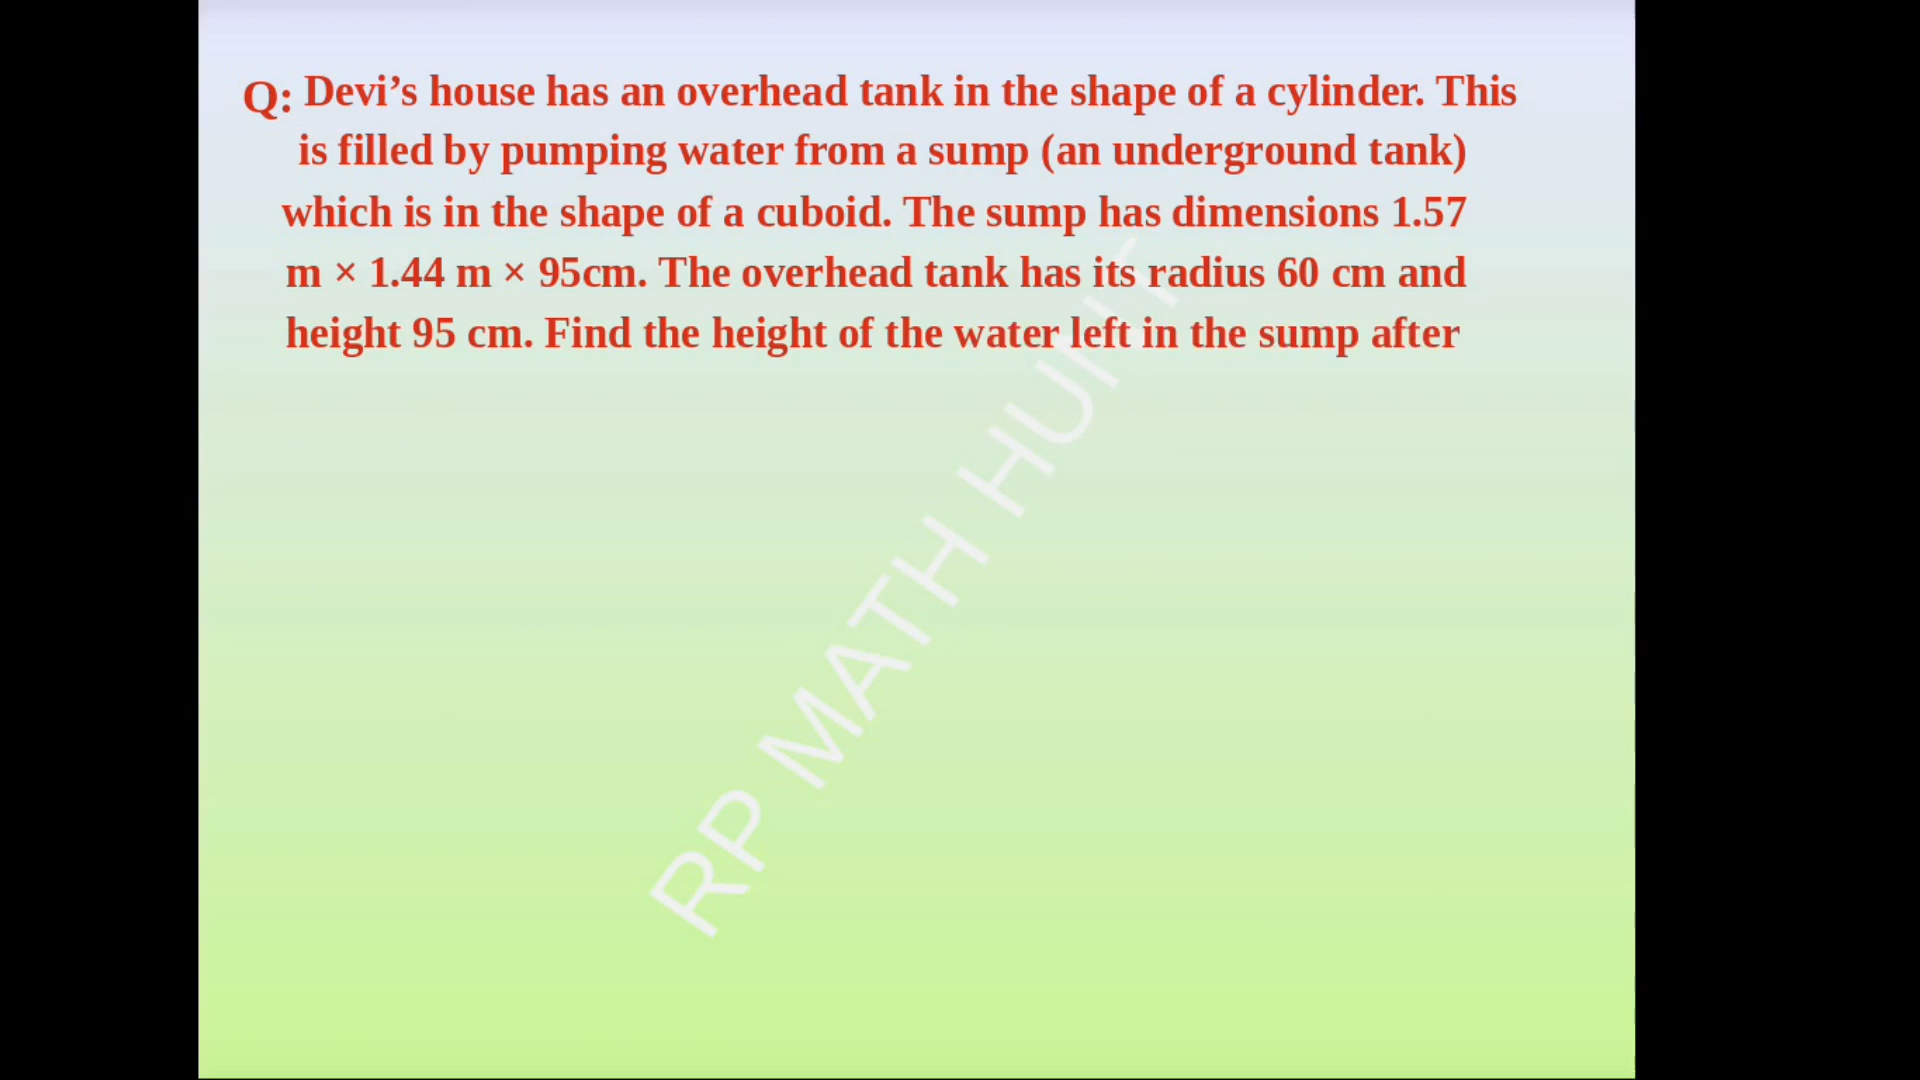 Q: Devi’s house has an overhead tank in the shape of a cylinder. This
is filled by pumping water from a sump (an underground tank)
which is in the shape of a cuboid. The sump has dimensions 1.57
m × 1.44 m × 95cm. The overhead tank has its radius 60 cm and
height 95 cm. Find the height of the water left in the sump after
RP MATH HUNT